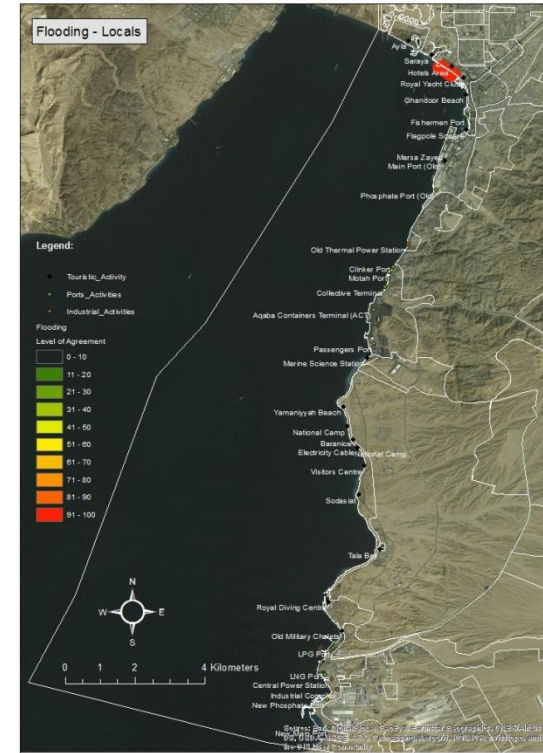 Flooding - Locals
Ayla
Saraya
Hotels Area
Royal Yacht Club
Ghandoor Beach
Fishermen Port
Flagpole Square
Marsa Zayed
Main Port (Old)
Phosphate Port (Old)
Old Thermal Power Station
Clinker Port
Motah Port
Collective Terminal
Aqaba Containers Terminal (ACT)
Passengers Port
Marine Science Station
Yamaniyyah Beach
National Camp
Baranice
Electricity Cable
National Camp
Visitors Centre
Sodasiat
Tala Bay
Royal Diving Centre
Old Military Chalets
LPG Port
LNG Port
Central Power Station
Industrial Complex
New Phosphate Port
Legend:
Touristic_Activity
Ports_Activities
Industrial_Activities
Flooding
Level of Agreement
0 - 10
11 - 20
21 - 30
31 - 40
41 - 50
51 - 60
61 - 70
71 - 80
81 - 90
91 - 100
N
W
E
S
0 2 4 Kilometers